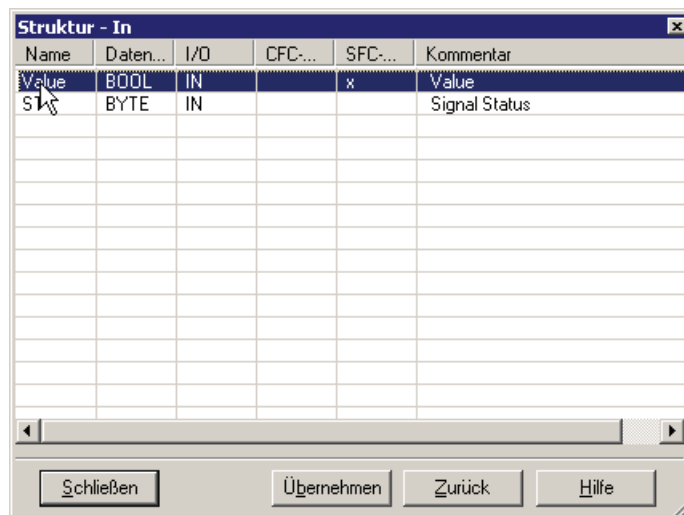 Struktur - In
Name Daten... I/O CFC-... SFC-... Kommentar
Value BOOL IN x Value
BYTE IN Signal Status
Schließen Übernehmen Zurück Hilfe